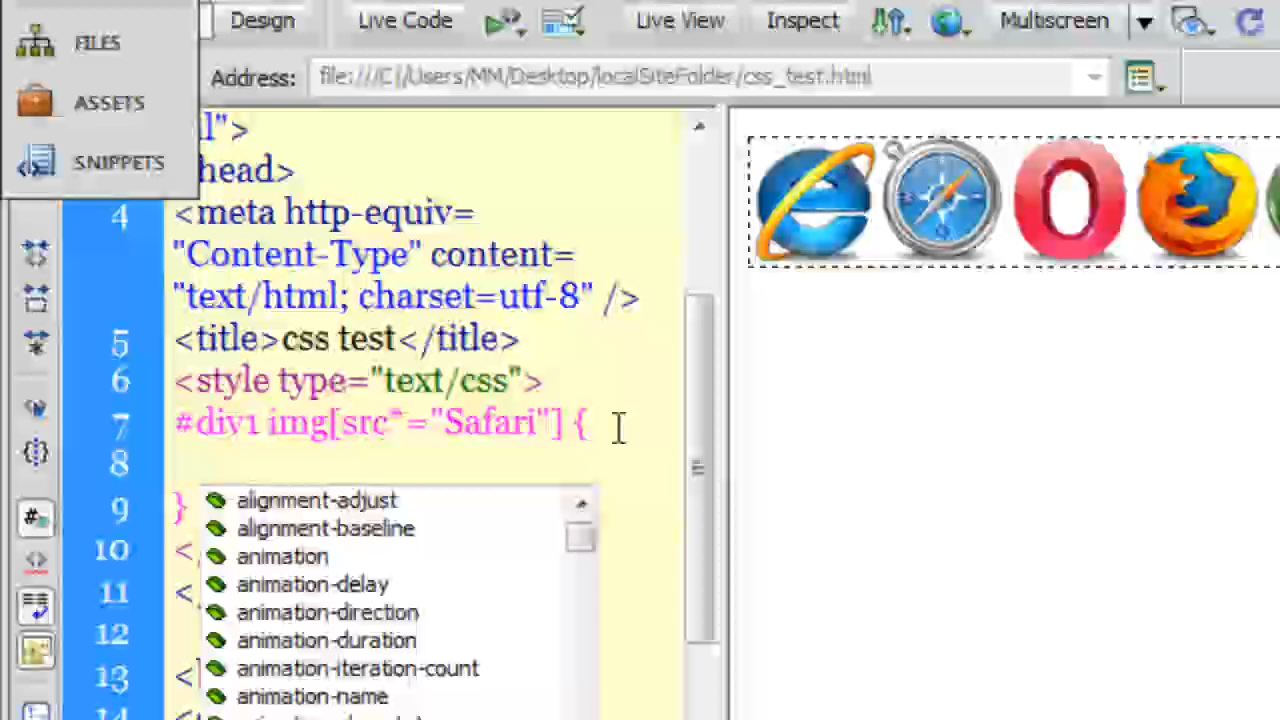 Design Live Code Live View Inspect Multiscreen
FILES
Address: file:///C|/Users/MM/Desktop/localSiteFolder/css_test.html
ASSETS
SNIPPETS
l">
head>
4 <meta http-equiv=
"Content-Type" content=
"text/html; charset=utf-8" />
5 <title>css test</title>
6 <style type="text/css">
7 #div1 img[src*="Safari"] {
8
alignment-adjust
9 }
alignment-baseline
10 <
animation
animation-delay
11 <
animation-direction
12
animation-duration
animation-iteration-count
13 <
animation-name
14 <